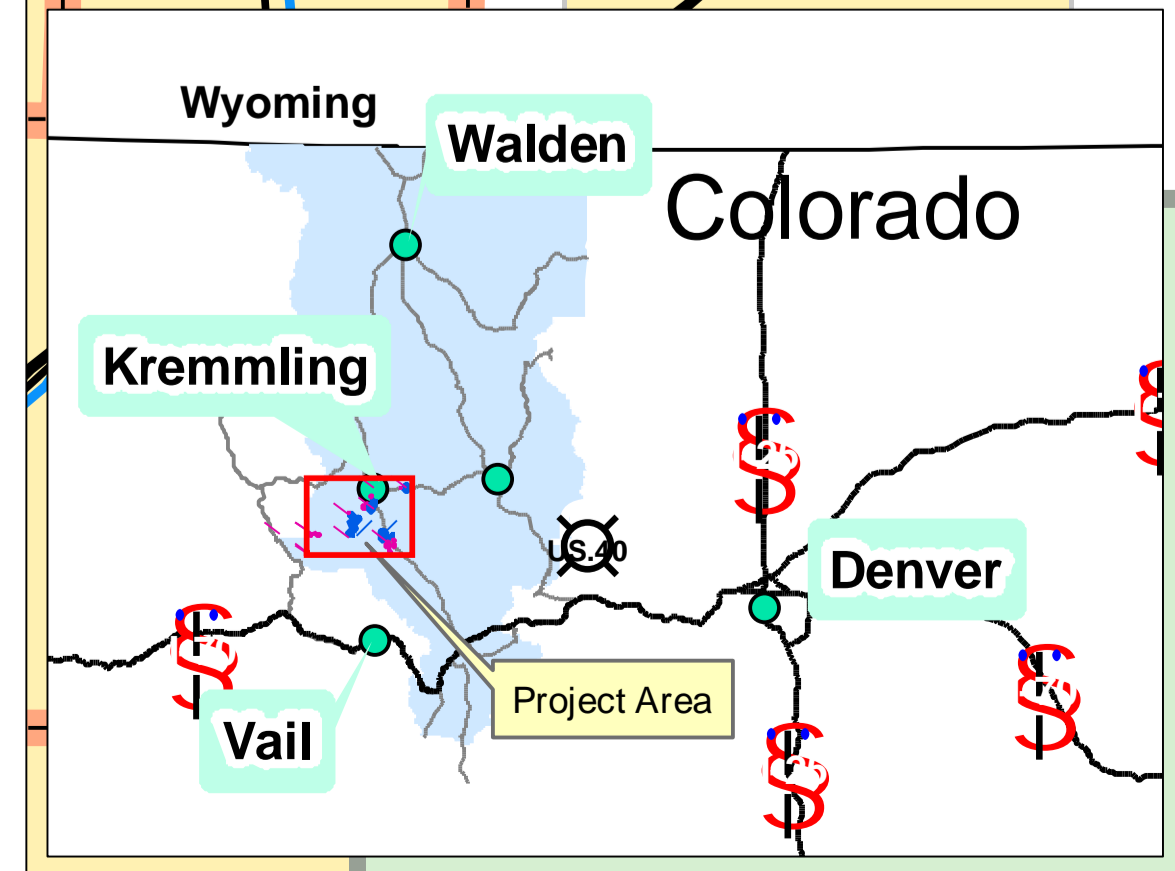 Wyoming
Walden
Colorado
Kremmling
US.40
Denver
Project Area
Vail